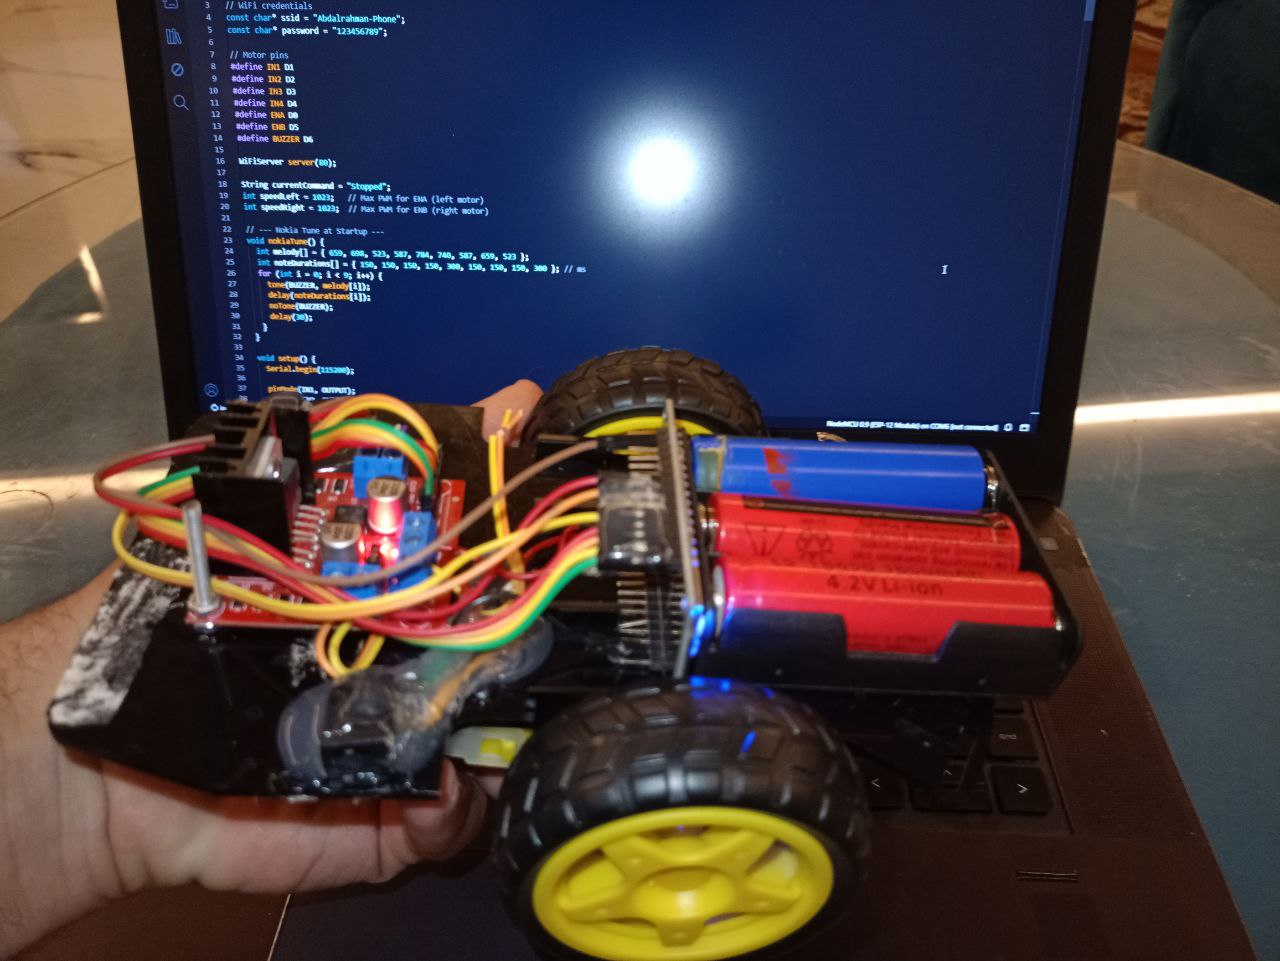 3 // WiFi credentials
4 const char* ssid = "Abdalrahman-Phone";
5 const char* password = "123456789";
6
7 // Motor pins
8 #define IN1 D1
9 #define IN2 D2
10 #define IN3 D3
11 #define IN4 D4
12 #define ENA D0
13 #define ENB D5
14 #define BUZZER D6
15
16 WiFiServer server(80);
17
18 String currentCommand = "Stopped";
19 int speedLeft = 1023; // Max PWM for ENA (left motor)
20 int speedRight = 1023; // Max PWM for ENB (right motor)
21
22 // --- Nokia Tune at Startup ---
23 void nokiaTune() {
24 int melody[] = { 659, 698, 523, 587, 784, 740, 587, 659, 523 };
25 int noteDurations[] = { 150, 150, 150, 150, 300, 150, 150, 150, 300 }; // ms
26 for (int i = 0; i < 9; i++) {
27 tone(BUZZER, melody[i]);
28 delay(noteDurations[i]);
29 noTone(BUZZER);
30 delay(30);
31 }
32 }
33
34 void setup() {
35 Serial.begin(115200);
36
37 pinMode(IN1, OUTPUT);
NodeMCU 0.9 (ESP-12 Module) on COM6 [not connected]
4.2V Li-ion
end
<
>